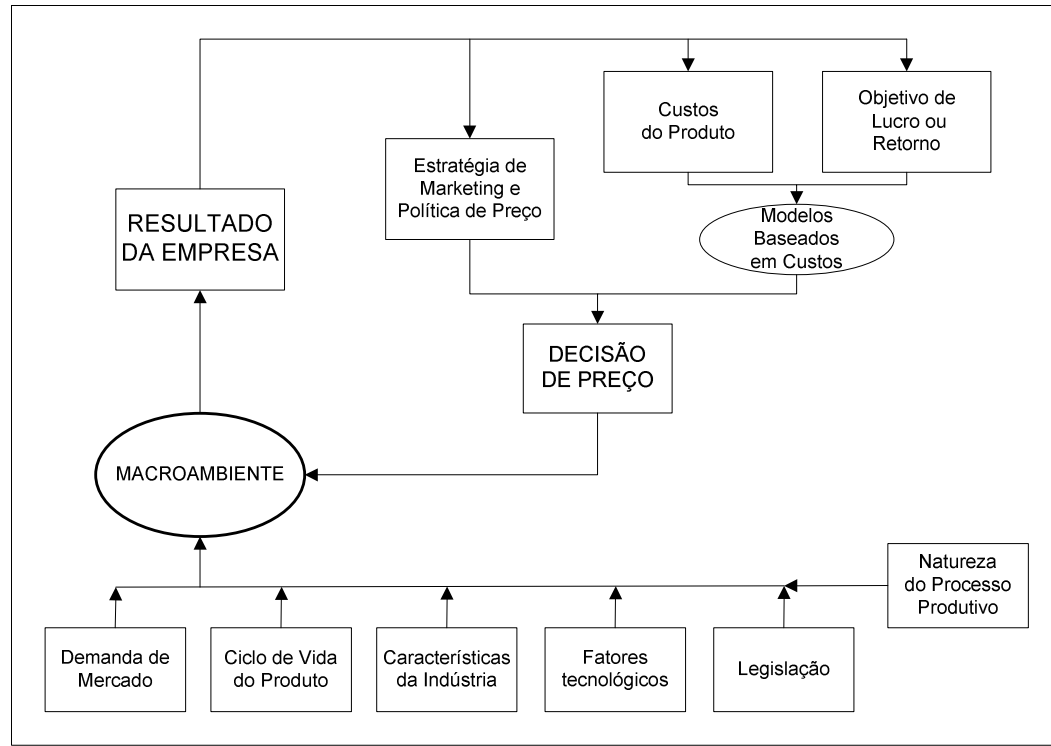 Custos
do Produto
Objetivo de
Lucro ou
Retorno
Estratégia de
Marketing e
Política de Preço
RESULTADO
DA EMPRESA
Modelos
Baseados
em Custos
DECISÃO
DE PREÇO
MACROAMBIENTE
Natureza
do Processo
Produtivo
Demanda de
Mercado
Ciclo de Vida
do Produto
Características
da Indústria
Fatores
tecnológicos
Legislação